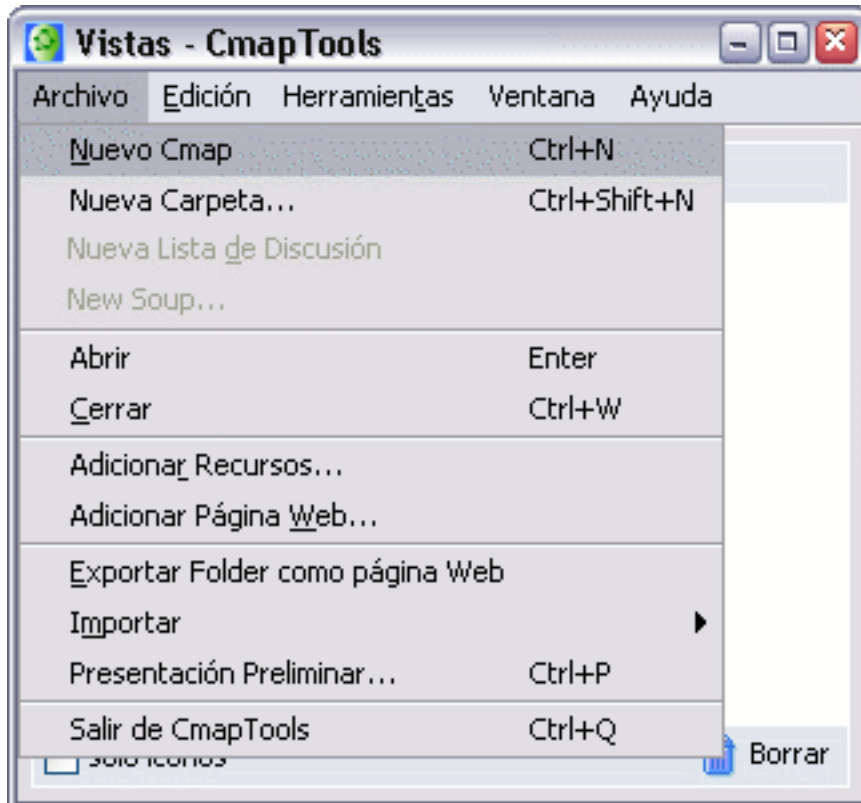 Vistas - CmapTools
Archivo Edición Herramientas Ventana Ayuda
Nuevo Cmap Ctrl+N
Nueva Carpeta... Ctrl+Shift+N
Nueva Lista de Discusión
New Soup...
Abrir Enter
Cerrar Ctrl+W
Adicionar Recursos...
Adicionar Página Web...
Exportar Folder como página Web
Importar
Presentación Preliminar... Ctrl+P
Salir de CmapTools Ctrl+Q
Sólo iconos Borrar